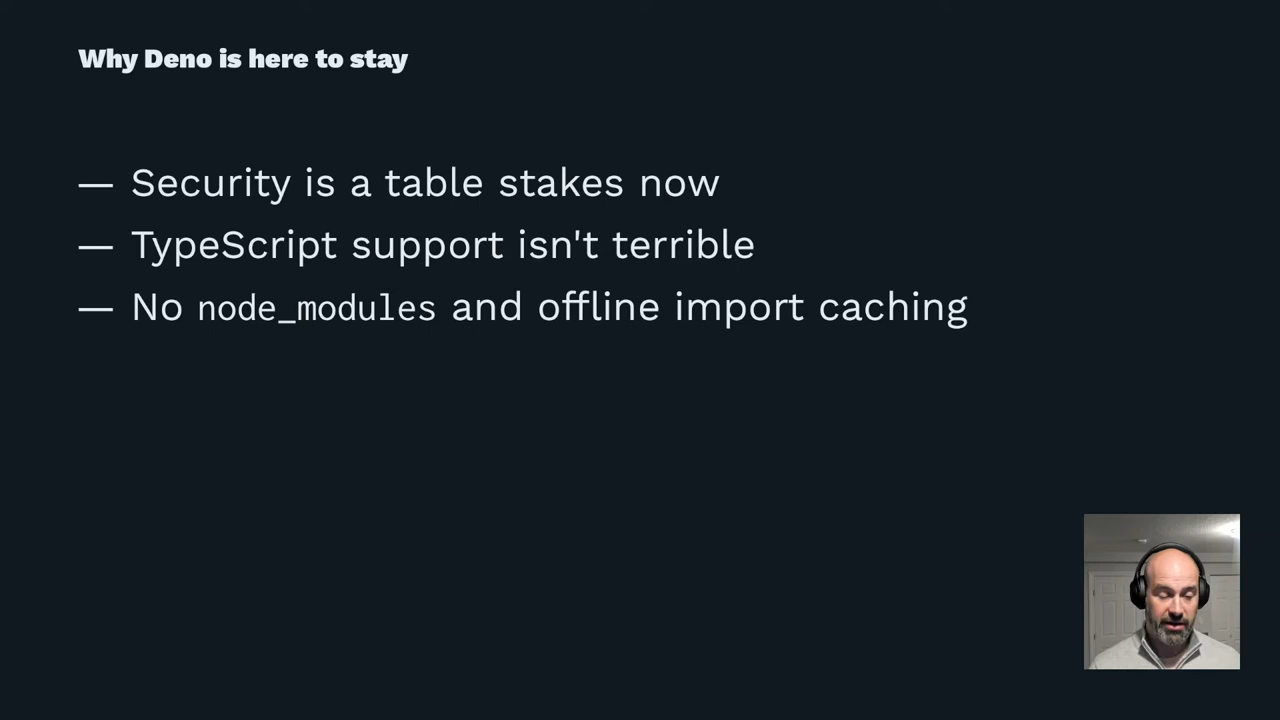 Why Deno is here to stay
— Security is a table stakes now
— TypeScript support isn't terrible
— No node_modules and offline import caching